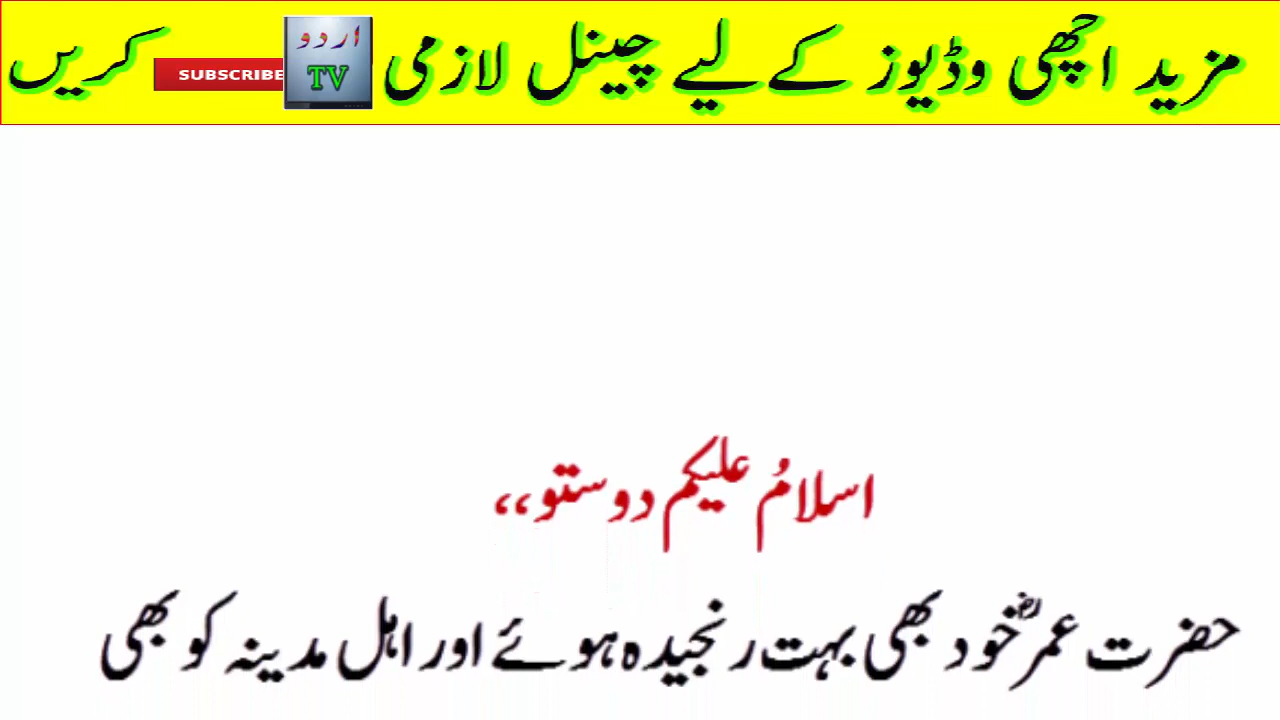 مزید اچھی وڈیوز کے لیے چینل لازمی اردو TV SUBSCRIBE کریں
اسلامُ علیکم دوستو،،
حضرت عمرؓ خود بھی بہت رنجیدہ ہوئے اور اہل مدینہ کو بھی